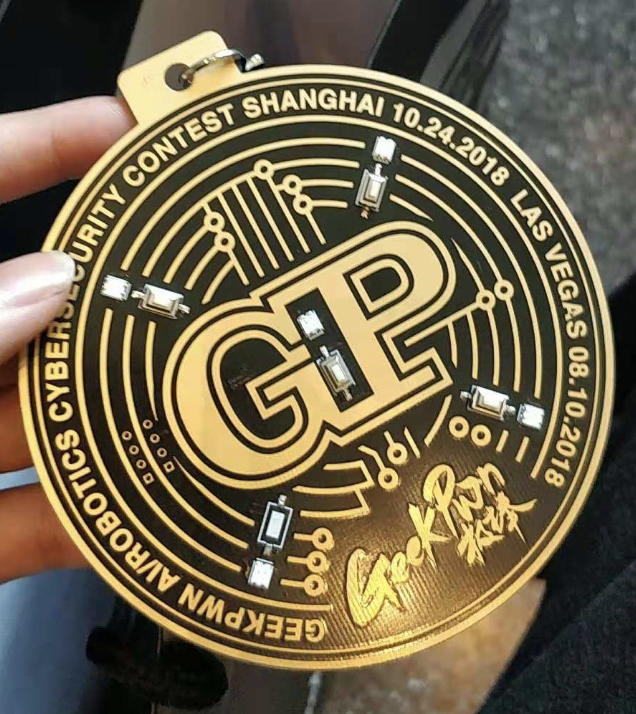 GEEKPWN AI/ROBOTICS CYBERSECURITY CONTEST SHANGHAI 10.24.2018 LAS VEGAS 08.10.2018
GP
GeekPwn
极棒